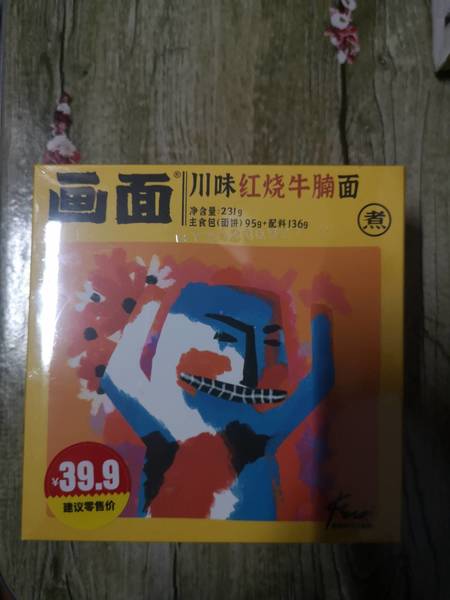 画面®
川味红烧牛腩面
净含量:231g
主食包(面饼)95g+配料136g
煮
¥39.9
建议零售价